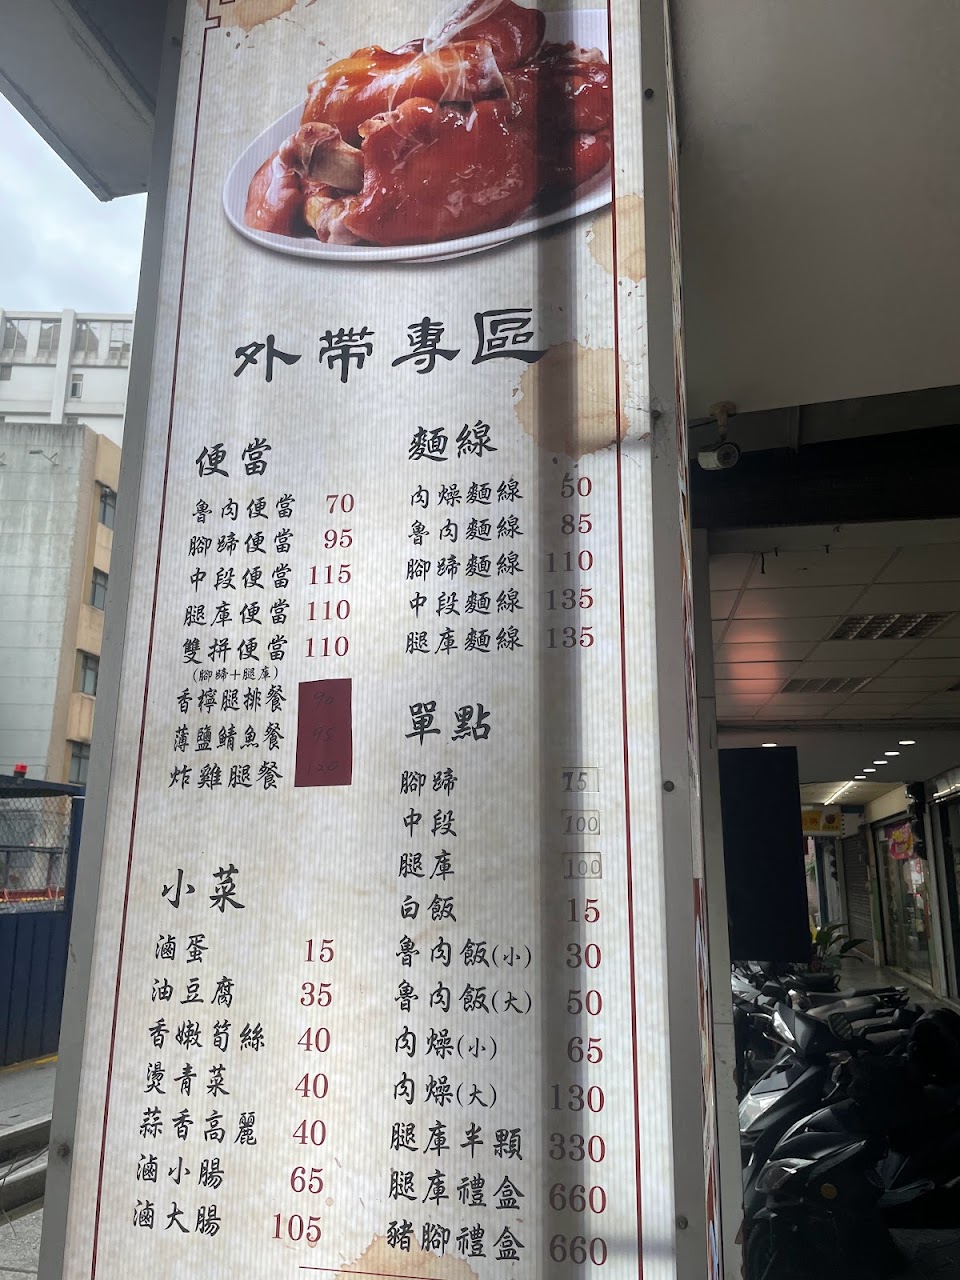 外帶專區
便當
魯肉便當 70
腳蹄便當 95
中段便當 115
腿庫便當 110
雙拼便當 110
(腳蹄+腿庫)
香檸腿排餐 90
薄鹽鯖魚餐 95
炸雞腿餐 120
小菜
滷蛋 15
油豆腐 35
香嫩筍絲 40
燙青菜 40
蒜香高麗 40
滷小腸 65
滷大腸 105
麵線
肉燥麵線 50
魯肉麵線 85
腳蹄麵線 110
中段麵線 135
腿庫麵線 135
單點
腳蹄 75
中段 100
腿庫 100
白飯 15
魯肉飯(小) 30
魯肉飯(大) 50
肉燥(小) 65
肉燥(大) 130
腿庫半顆 330
腿庫禮盒 660
豬腳禮盒 660